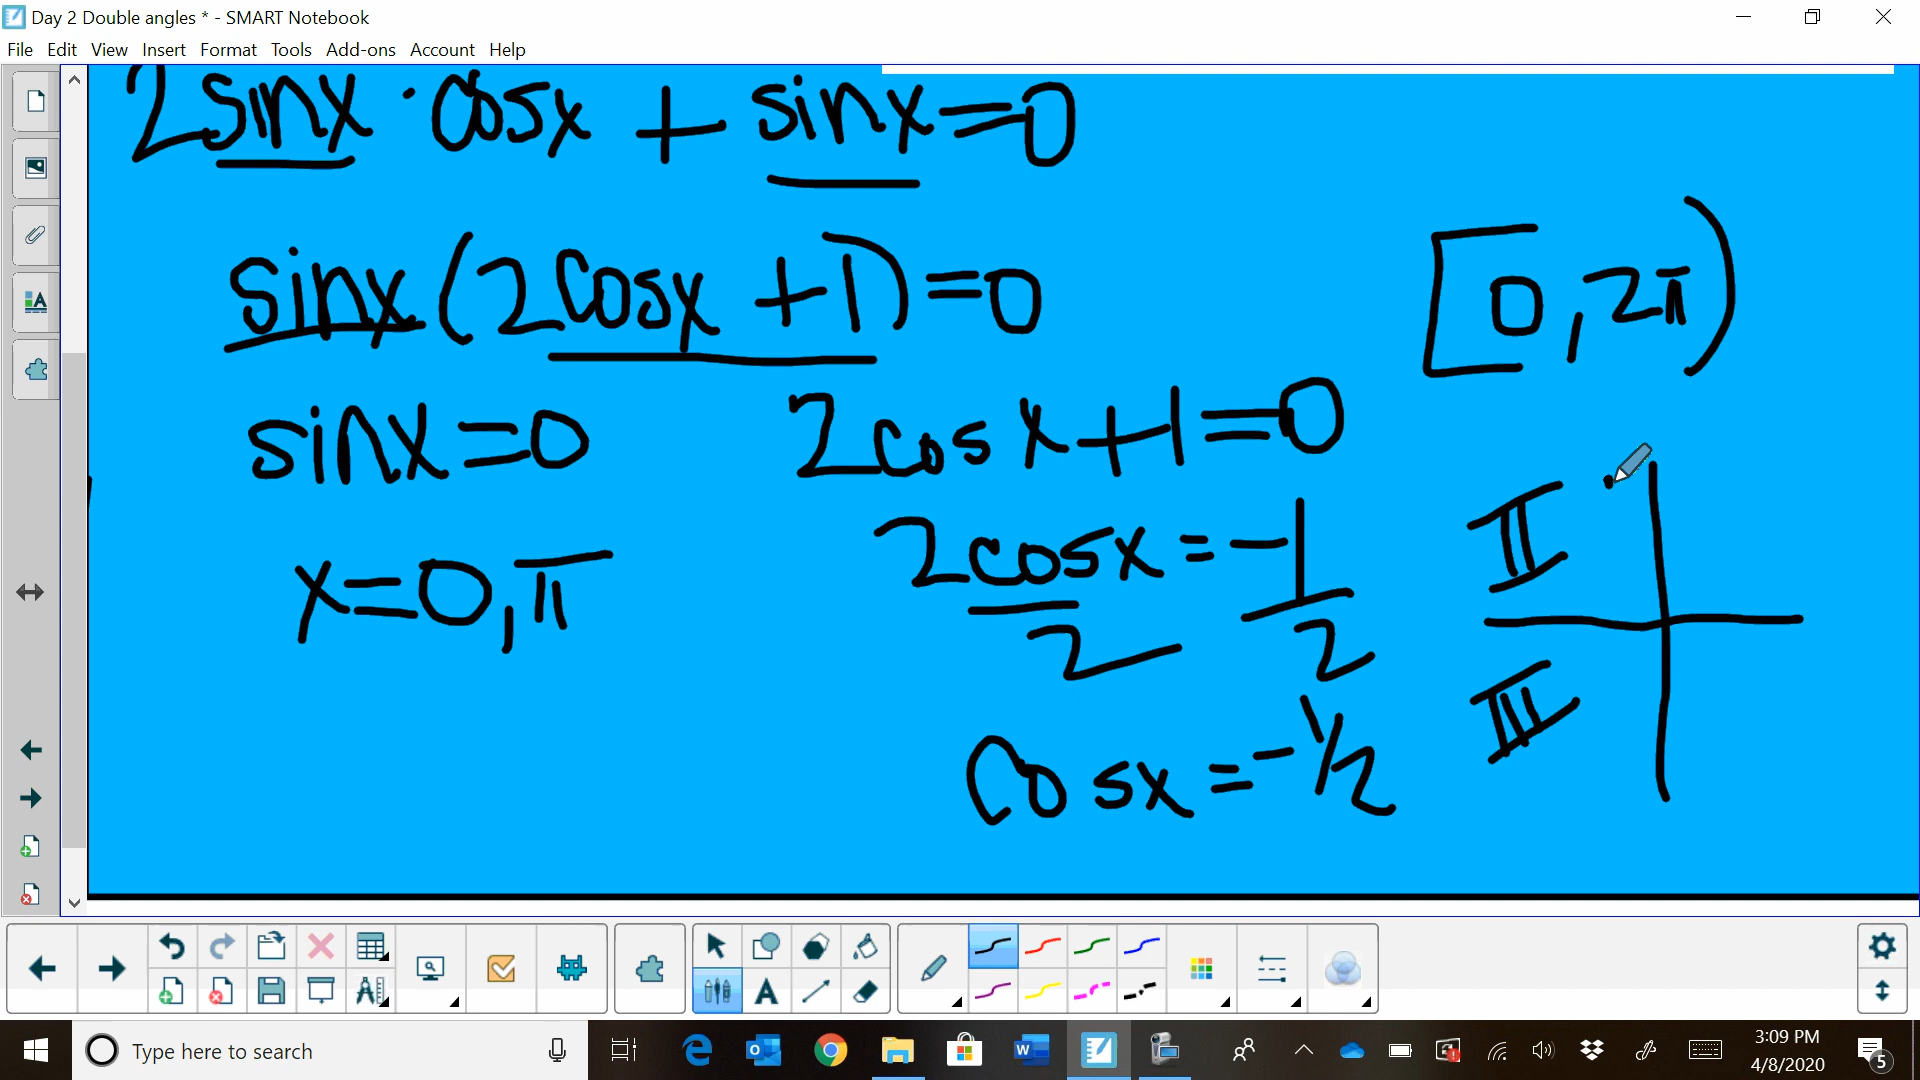 Day 2 Double angles * - SMART Notebook
File Edit View Insert Format Tools Add-ons Account Help
2sinx · cosx + sinx = 0
sinx(2cosx + 1) = 0
[0, 2π)
sinx = 0
2cosx + 1 = 0
2cosx = -1
2 2
II
x = 0, π
III
cosx = -1/2
Type here to search
3:09 PM
4/8/2020
5